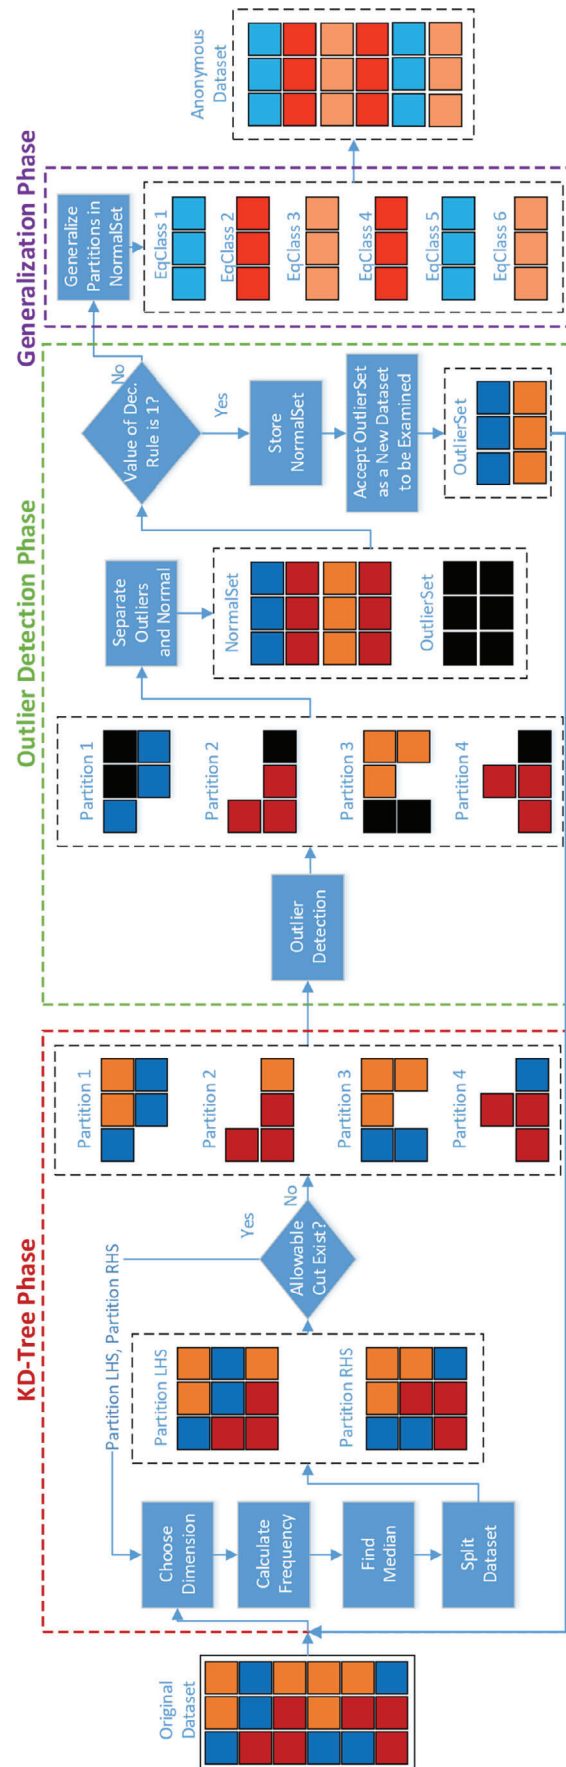 KD-Tree Phase
Outlier Detection Phase
Generalization Phase
Original
Dataset
Choose
Dimension
Calculate
Frequency
Find
Median
Split
Dataset
Partition LHS, Partition RHS
Partition LHS
Partition RHS
Allowable
Cut Exist?
Yes
No
Partition 1
Partition 2
Partition 3
Partition 4
Outlier
Detection
Partition 1
Partition 2
Partition 3
Partition 4
Separate
Outliers
and Normal
NormalSet
OutlierSet
Value of Dec.
Rule is 1?
No
Yes
Store
NormalSet
Accept OutlierSet
as a New Dataset
to be Examined
OutlierSet
Generalize
Partitions in
NormalSet
EqClass 1
EqClass 2
EqClass 3
EqClass 4
EqClass 5
EqClass 6
Anonymous
Dataset